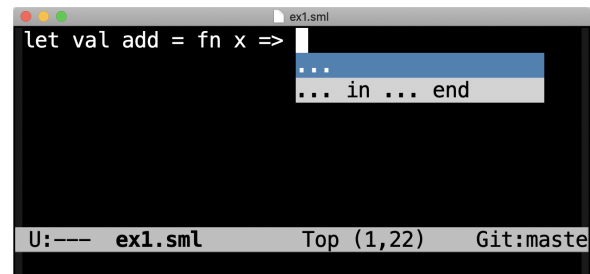 ex1.sml
let val add = fn x =>
...
... in ... end
U:--- ex1.sml Top (1,22) Git:maste